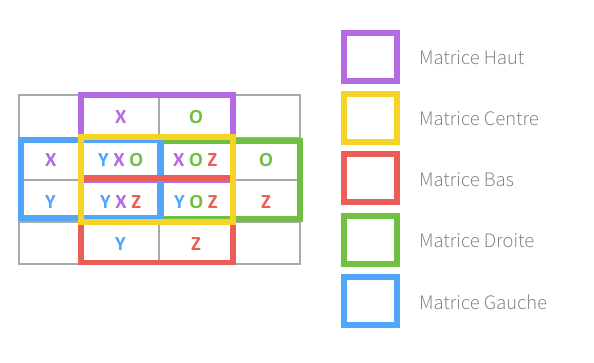 X O
X Y X O X O Z O
Y Y X Z Y O Z Z
Y Z
Matrice Haut
Matrice Centre
Matrice Bas
Matrice Droite
Matrice Gauche